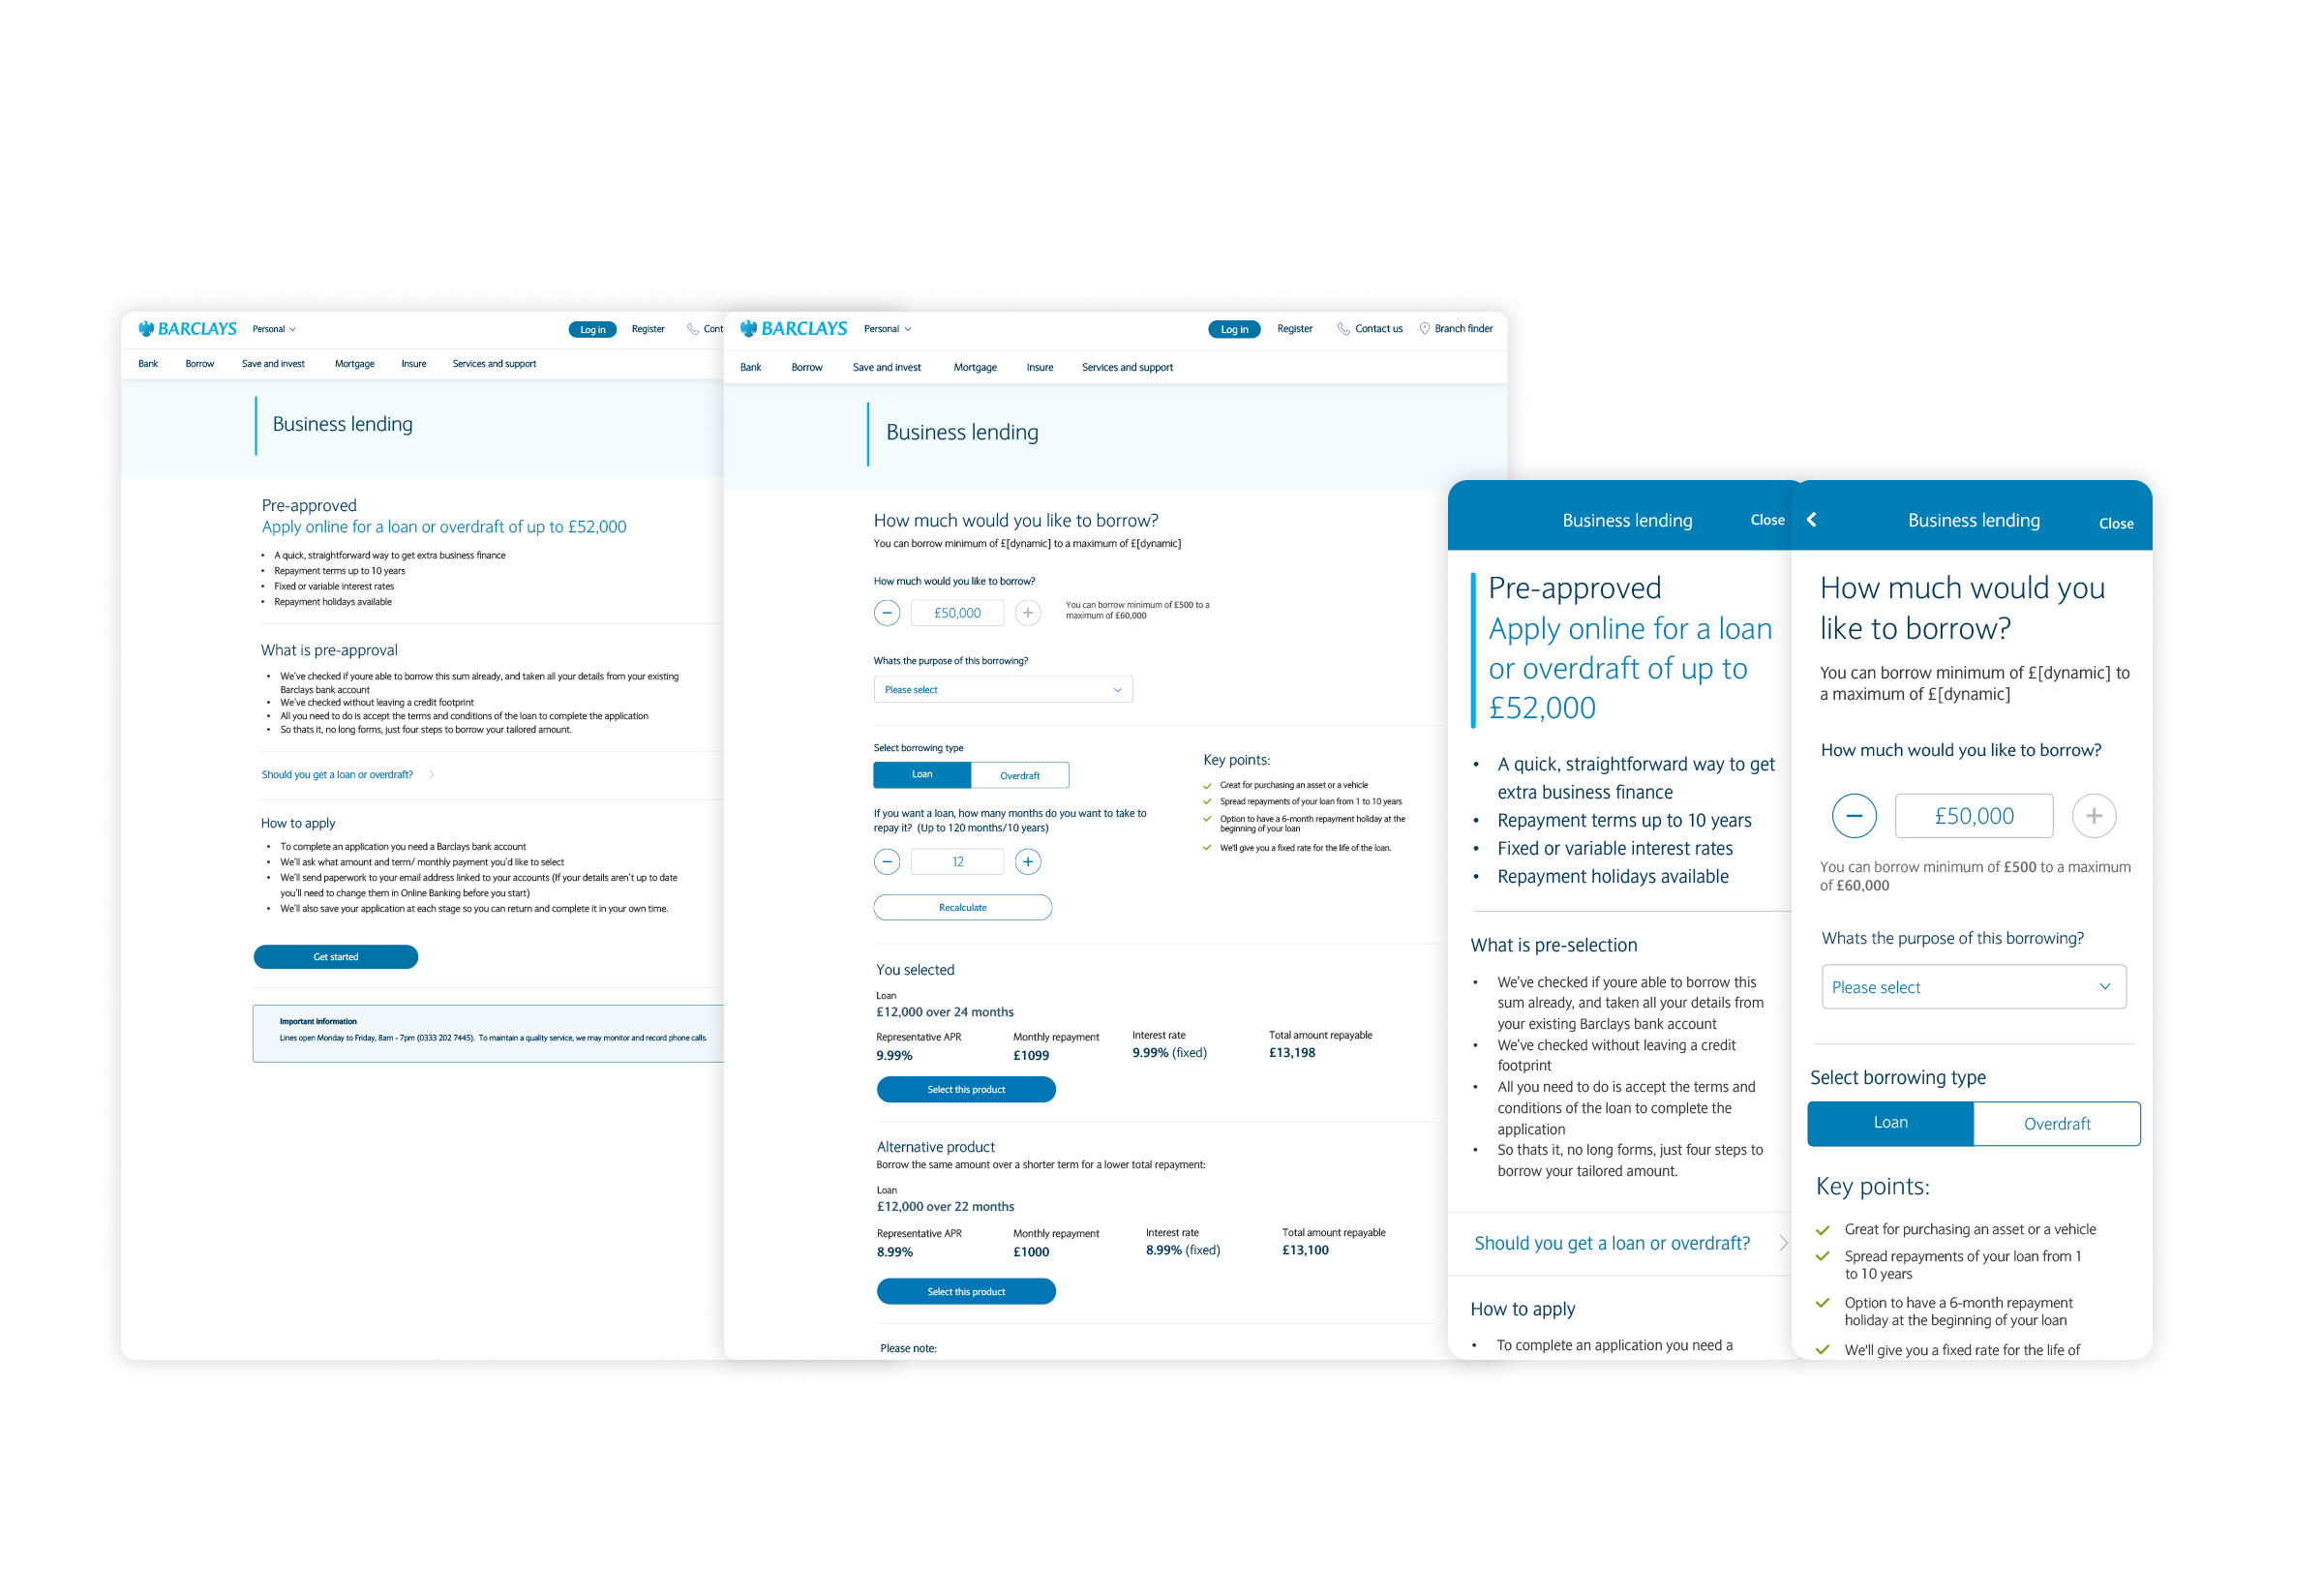 BARCLAYS Personal Log in Register Cont
Bank Borrow Save and invest Mortgage Insure Services and support
Business lending
Pre-approved
Apply online for a loan or overdraft of up to £52,000
• A quick, straightforward way to get extra business finance
• Repayment terms up to 10 years
• Fixed or variable interest rates
• Repayment holidays available
What is pre-approval
• We've checked if youre able to borrow this sum already, and taken all your details from your existing
Barclays bank account
• We've checked without leaving a credit footprint
• All you need to do is accept the terms and conditions of the loan to complete the application
• So thats it, no long forms, just four steps to borrow your tailored amount.
Should you get a loan or overdraft?
How to apply
• To complete an application you need a Barclays bank account
• We'll ask what amount and term/ monthly payment you'd like to select
• We'll send paperwork to your email address linked to your accounts (If your details aren't up to date
you'll need to change them in Online Banking before you start)
• We'll also save your application at each stage so you can return and complete it in your own time.
Get started
Important information
Lines open Monday to Friday, 8am - 7pm (0333 202 7445). To maintain a quality service, we may monitor and record phone calls.
BARCLAYS Personal Log in Register Contact us Branch finder
Bank Borrow Save and invest Mortgage Insure Services and support
Business lending
How much would you like to borrow?
You can borrow minimum of £[dynamic] to a maximum of £[dynamic]
How much would you like to borrow?
£50,000
You can borrow minimum of £500 to a
maximum of £60,000
Whats the purpose of this borrowing?
Please select
Select borrowing type
Loan Overdraft
If you want a loan, how many months do you want to take to
repay it? (Up to 120 months/10 years)
12
Recalculate
Key points:
Great for purchasing an asset or a vehicle
Spread repayments of your loan from 1 to 10 years
Option to have a 6-month repayment holiday at the
beginning of your loan
We'll give you a fixed rate for the life of the loan.
You selected
Loan
£12,000 over 24 months
Representative APR Monthly repayment Interest rate Total amount repayable
9.99% £1099 9.99% (fixed) £13,198
Select this product
Alternative product
Borrow the same amount over a shorter term for a lower total repayment:
Loan
£12,000 over 22 months
Representative APR Monthly repayment Interest rate Total amount repayable
8.99% £1000 8.99% (fixed) £13,100
Select this product
Please note:
Business lending Close
Pre-approved
Apply online for a loan
or overdraft of up to
£52,000
• A quick, straightforward way to get
extra business finance
• Repayment terms up to 10 years
• Fixed or variable interest rates
• Repayment holidays available
What is pre-selection
• We've checked if youre able to borrow this
sum already, and taken all your details from
your existing Barclays bank account
• We've checked without leaving a credit
footprint
• All you need to do is accept the terms and
conditions of the loan to complete the
application
• So thats it, no long forms, just four steps to
borrow your tailored amount.
Should you get a loan or overdraft?
How to apply
• To complete an application you need a
Business lending Close
How much would you
like to borrow?
You can borrow minimum of £[dynamic] to
a maximum of £[dynamic]
How much would you like to borrow?
£50,000
You can borrow minimum of £500 to a maximum
of £60,000
Whats the purpose of this borrowing?
Please select
Select borrowing type
Loan Overdraft
Key points:
Great for purchasing an asset or a vehicle
Spread repayments of your loan from 1
to 10 years
Option to have a 6-month repayment
holiday at the beginning of your loan
We'll give you a fixed rate for the life of